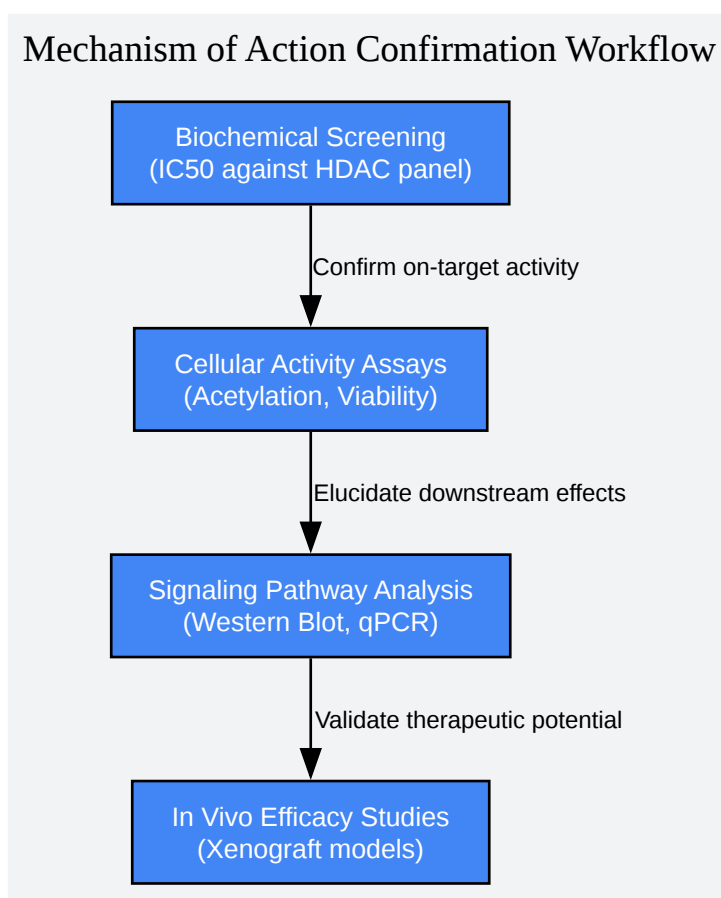 Mechanism of Action Confirmation Workflow
Biochemical Screening
(IC50 against HDAC panel)
Confirm on-target activity
Cellular Activity Assays
(Acetylation, Viability)
Elucidate downstream effects
Signaling Pathway Analysis
(Western Blot, qPCR)
Validate therapeutic potential
In Vivo Efficacy Studies
(Xenograft models)